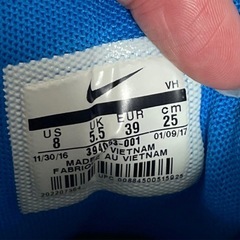 VH
US UK EUR cm
8 5.5 39 25
11/30/16 01/09/17
VIETNAM
MADE IN VIETNAM
FABRIQUÉ AU VIETNAM